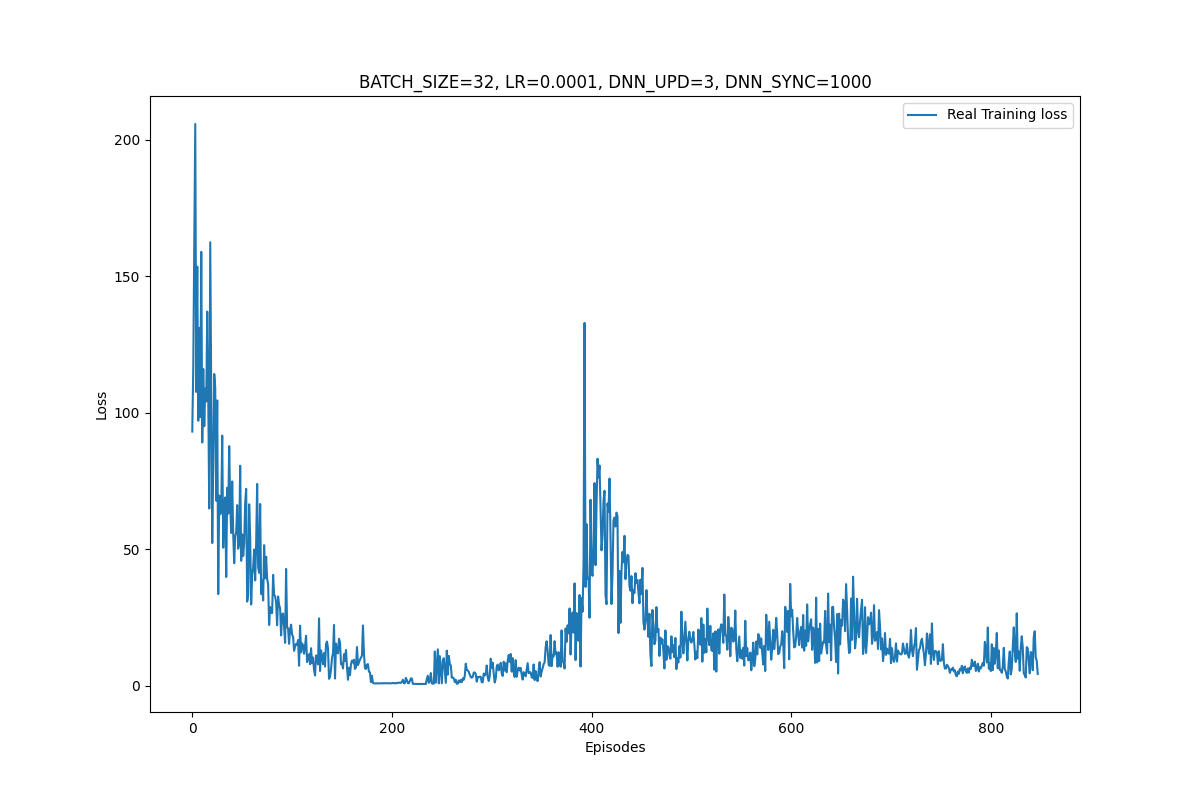 BATCH_SIZE=32, LR=0.0001, DNN_UPD=3, DNN_SYNC=1000
Real Training loss
200
150
100
50
0
Loss
0 200 400 600 800
Episodes